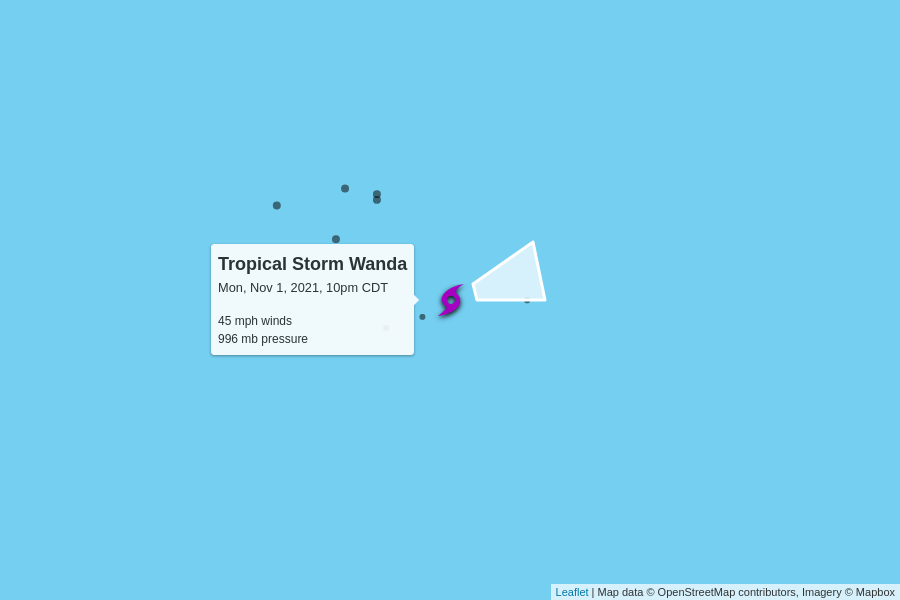 Tropical Storm Wanda
Mon, Nov 1, 2021, 10pm CDT
45 mph winds
996 mb pressure
Leaflet | Map data © OpenStreetMap contributors, Imagery © Mapbox